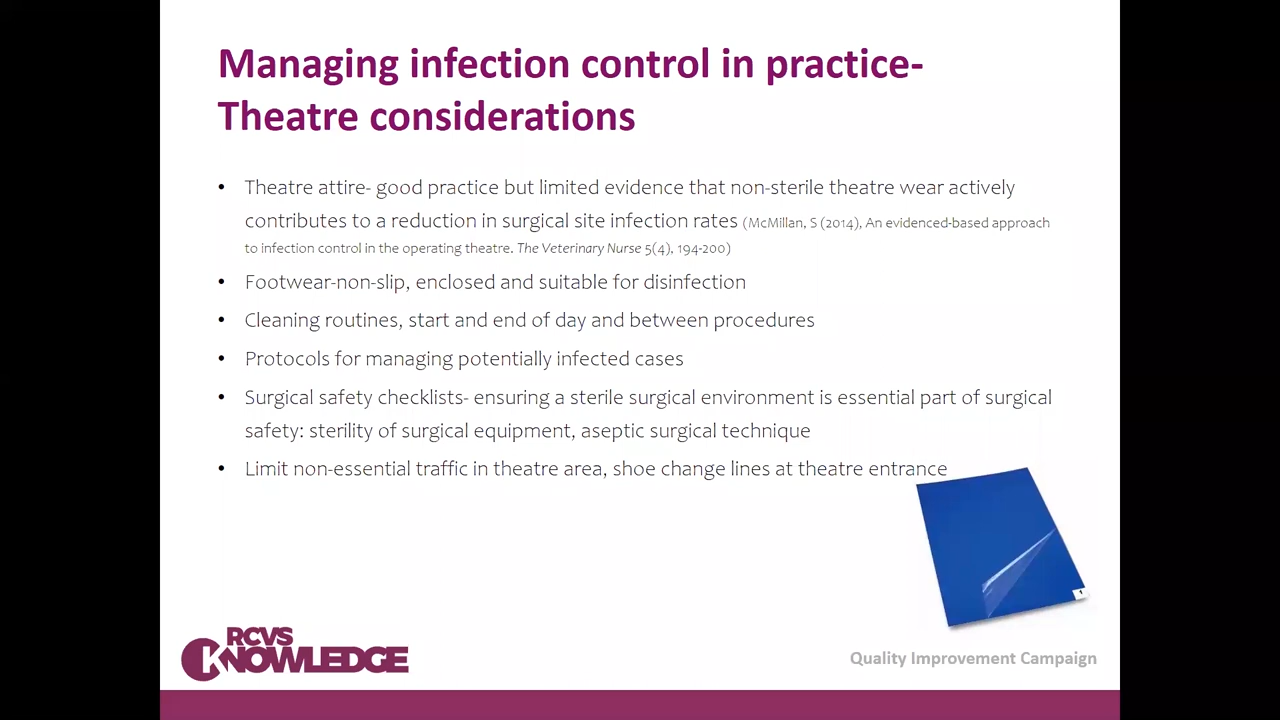 Managing infection control in practice-
Theatre considerations
• Theatre attire- good practice but limited evidence that non-sterile theatre wear actively
contributes to a reduction in surgical site infection rates (McMillan, S (2014), An evidenced-based approach
to infection control in the operating theatre. The Veterinary Nurse 5(4), 194-200)
• Footwear-non-slip, enclosed and suitable for disinfection
• Cleaning routines, start and end of day and between procedures
• Protocols for managing potentially infected cases
• Surgical safety checklists- ensuring a sterile surgical environment is essential part of surgical
safety: sterility of surgical equipment, aseptic surgical technique
• Limit non-essential traffic in theatre area, shoe change lines at theatre entrance
1
RCVS
KNOWLEDGE
Quality Improvement Campaign